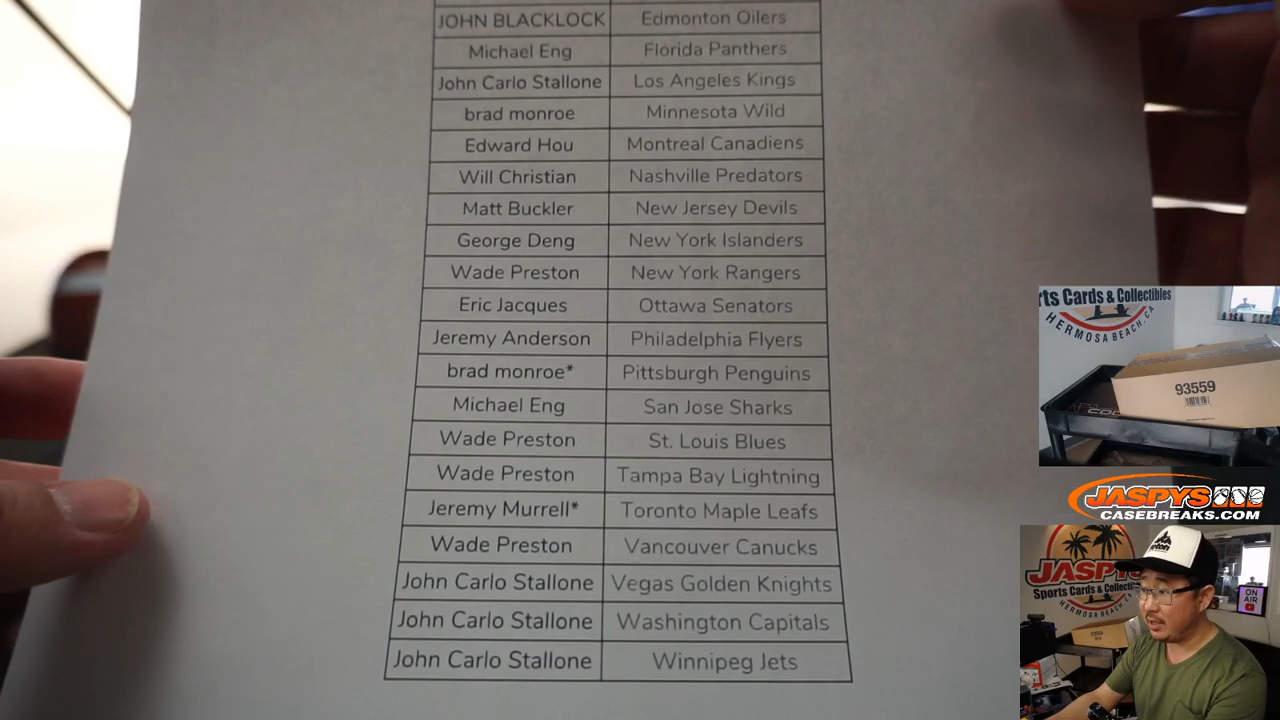 JOHN BLACKLOCK Edmonton Oilers
Michael Eng Florida Panthers
John Carlo Stallone Los Angeles Kings
brad monroe Minnesota Wild
Edward Hou Montreal Canadiens
Will Christian Nashville Predators
Matt Buckler New Jersey Devils
George Deng New York Islanders
Wade Preston New York Rangers
Eric Jacques Ottawa Senators
Jeremy Anderson Philadelphia Flyers
brad monroe* Pittsburgh Penguins
Michael Eng San Jose Sharks
Wade Preston St. Louis Blues
Wade Preston Tampa Bay Lightning
Jeremy Murrell* Toronto Maple Leafs
Wade Preston Vancouver Canucks
John Carlo Stallone Vegas Golden Knights
John Carlo Stallone Washington Capitals
John Carlo Stallone Winnipeg Jets
rts Cards & Collectibles
HERMOSA BEACH, CA
93559
JASPYS
CASEBREAKS.COM
JASPY
Sports Cards & Collectib
HERMOSA BEACH, CA
ON
AIR